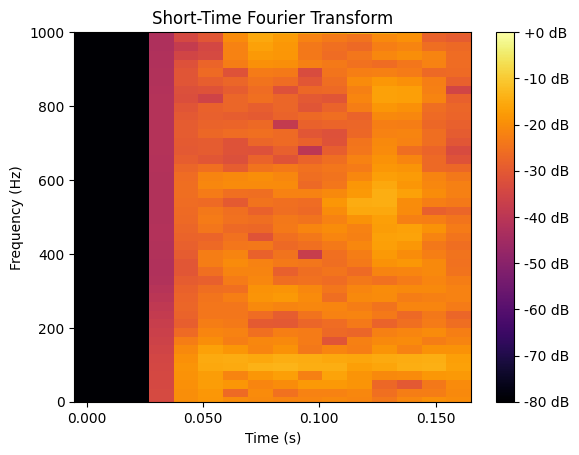 Short-Time Fourier Transform
1000
800
600
400
200
0
Frequency (Hz)
0.000
0.050
0.100
0.150
Time (s)
+0 dB
-10 dB
-20 dB
-30 dB
-40 dB
-50 dB
-60 dB
-70 dB
-80 dB